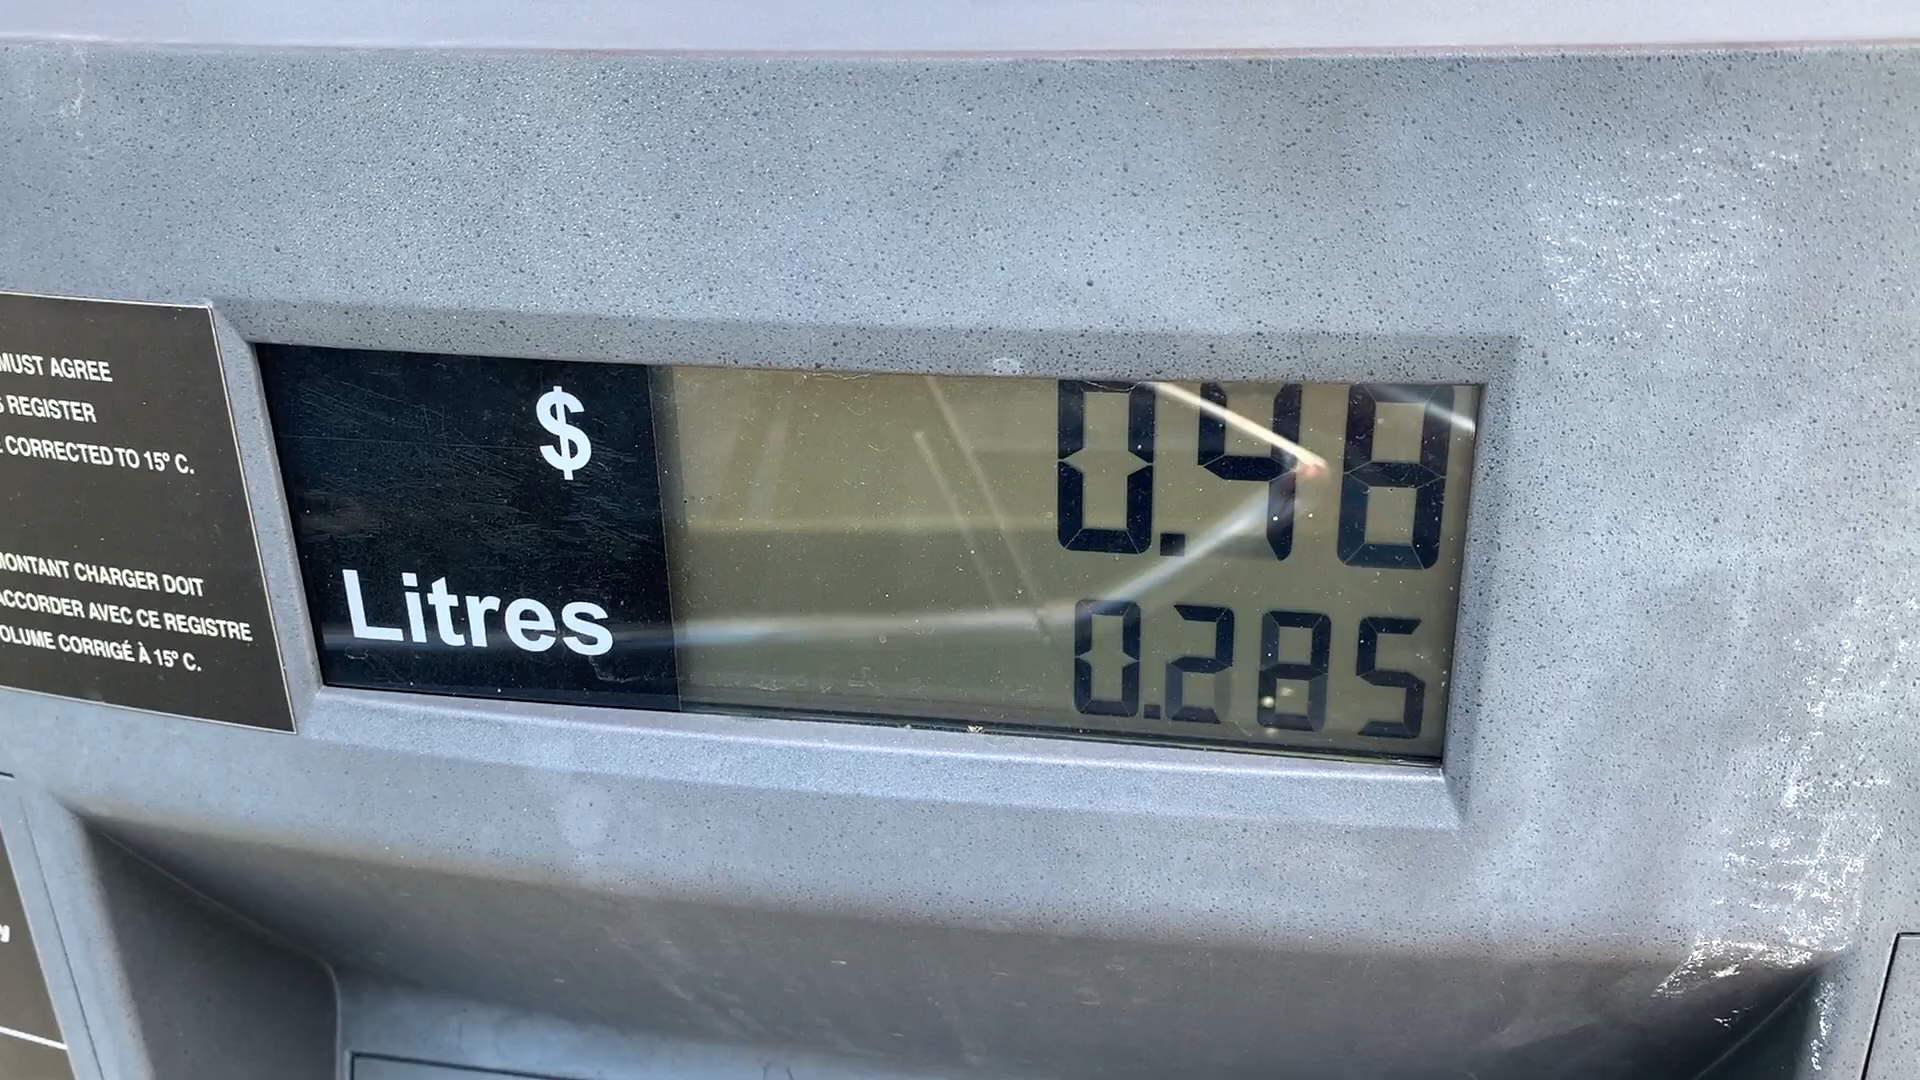 MUST AGREE
REGISTER
CORRECTED TO 15° C.
MONTANT CHARGER DOIT
ACCORDER AVEC CE REGISTRE
VOLUME CORRIGÉ À 15° C.
$ 0.48
Litres 0.285